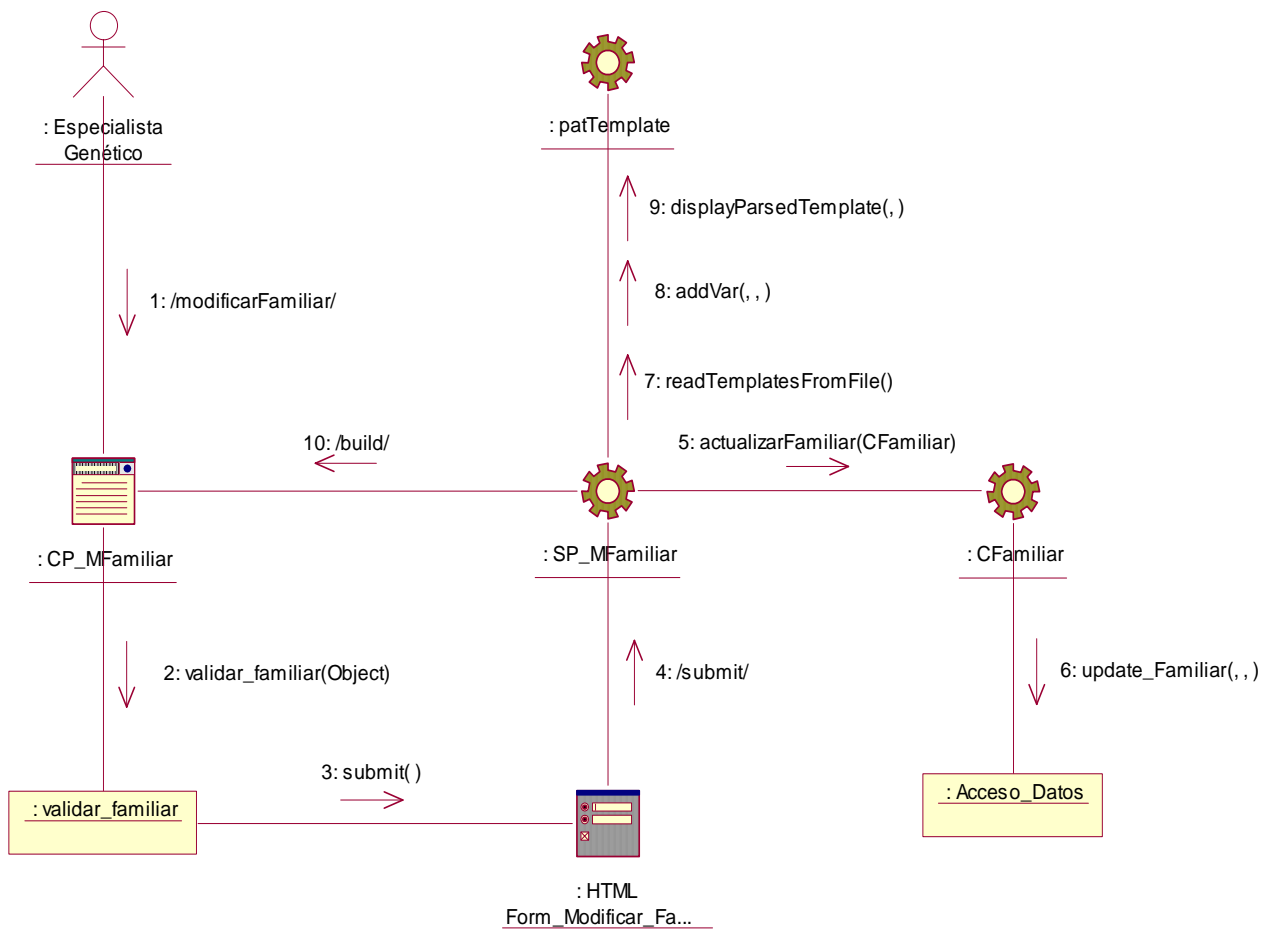 : Especialista
Genético
: patTemplate
9: displayParsedTemplate(, )
8: addVar(, , )
1: /modificarFamiliar/
7: readTemplatesFromFile()
10: /build/
5: actualizarFamiliar(CFamiliar)
: CP_MFamiliar
: SP_MFamiliar
: CFamiliar
2: validar_familiar(Object)
4: /submit/
6: update_Familiar(, , )
3: submit( )
: validar_familiar
: Acceso_Datos
: HTML
Form_Modificar_Fa...